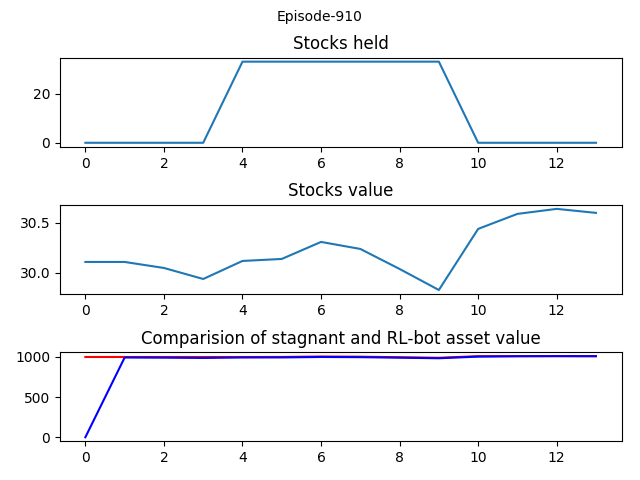 Episode-910
Stocks held
20
0
0 2 4 6 8 10 12
Stocks value
30.5
30.0
0 2 4 6 8 10 12
Comparision of stagnant and RL-bot asset value
1000
500
0
0 2 4 6 8 10 12